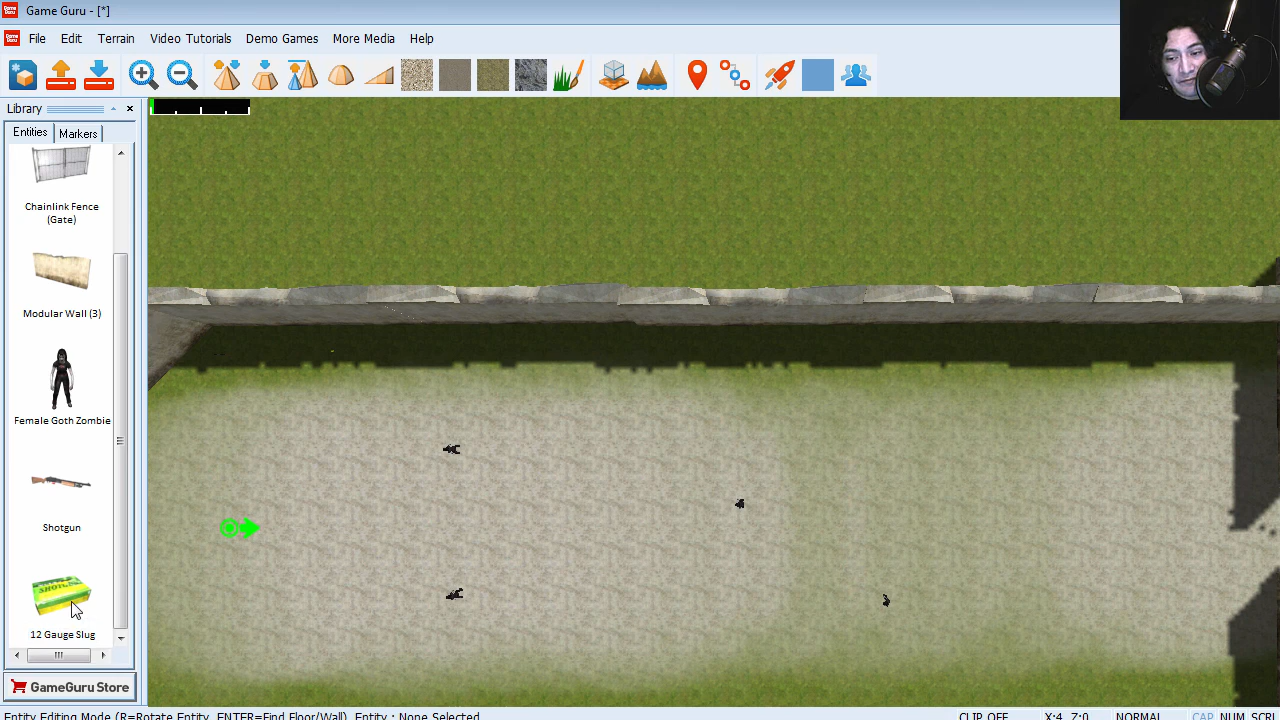 Game Guru - [*]
File Edit Terrain Video Tutorials Demo Games More Media Help
Library
Entities Markers
Chainlink Fence
(Gate)
Modular Wall (3)
Female Goth Zombie
Shotgun
SHOTGUN
12 Gauge Slug
GameGuru Store
Entity Editing Mode (R=Rotate Entity, ENTER=Find Floor/Wall) Entity : None Selected CLIP OFF X:4 Z:0 NORMAL CAP NUM SCRL